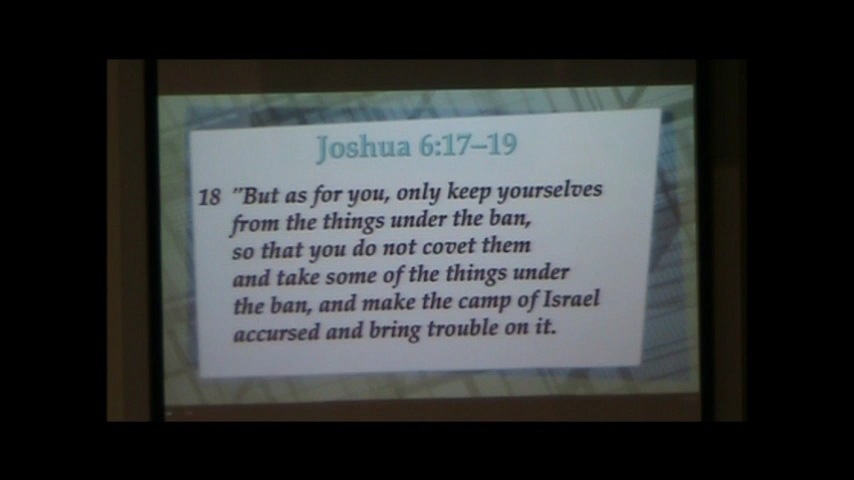 Joshua 6:17–19
18 "But as for you, only keep yourselves
from the things under the ban,
so that you do not covet them
and take some of the things under
the ban, and make the camp of Israel
accursed and bring trouble on it.